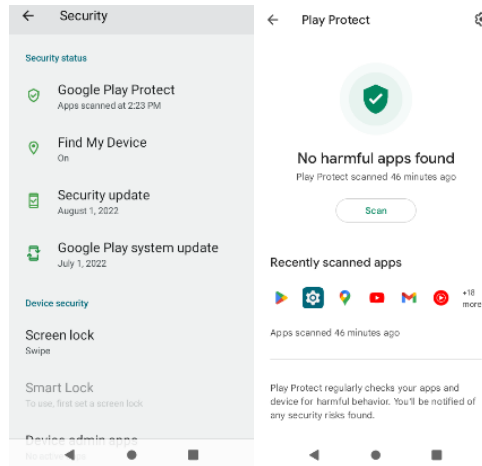 Security
Security status
Google Play Protect
Apps scanned at 2:23 PM
Find My Device
On
Security update
August 1, 2022
Google Play system update
July 1, 2022
Device security
Screen lock
Swipe
Smart Lock
To use, first set a screen lock
Device admin apps
Play Protect
No harmful apps found
Play Protect scanned 46 minutes ago
Scan
Recently scanned apps
+18
more
Apps scanned 46 minutes ago
Play Protect regularly checks your apps and
device for harmful behavior. You'll be notified of
any security risks found.